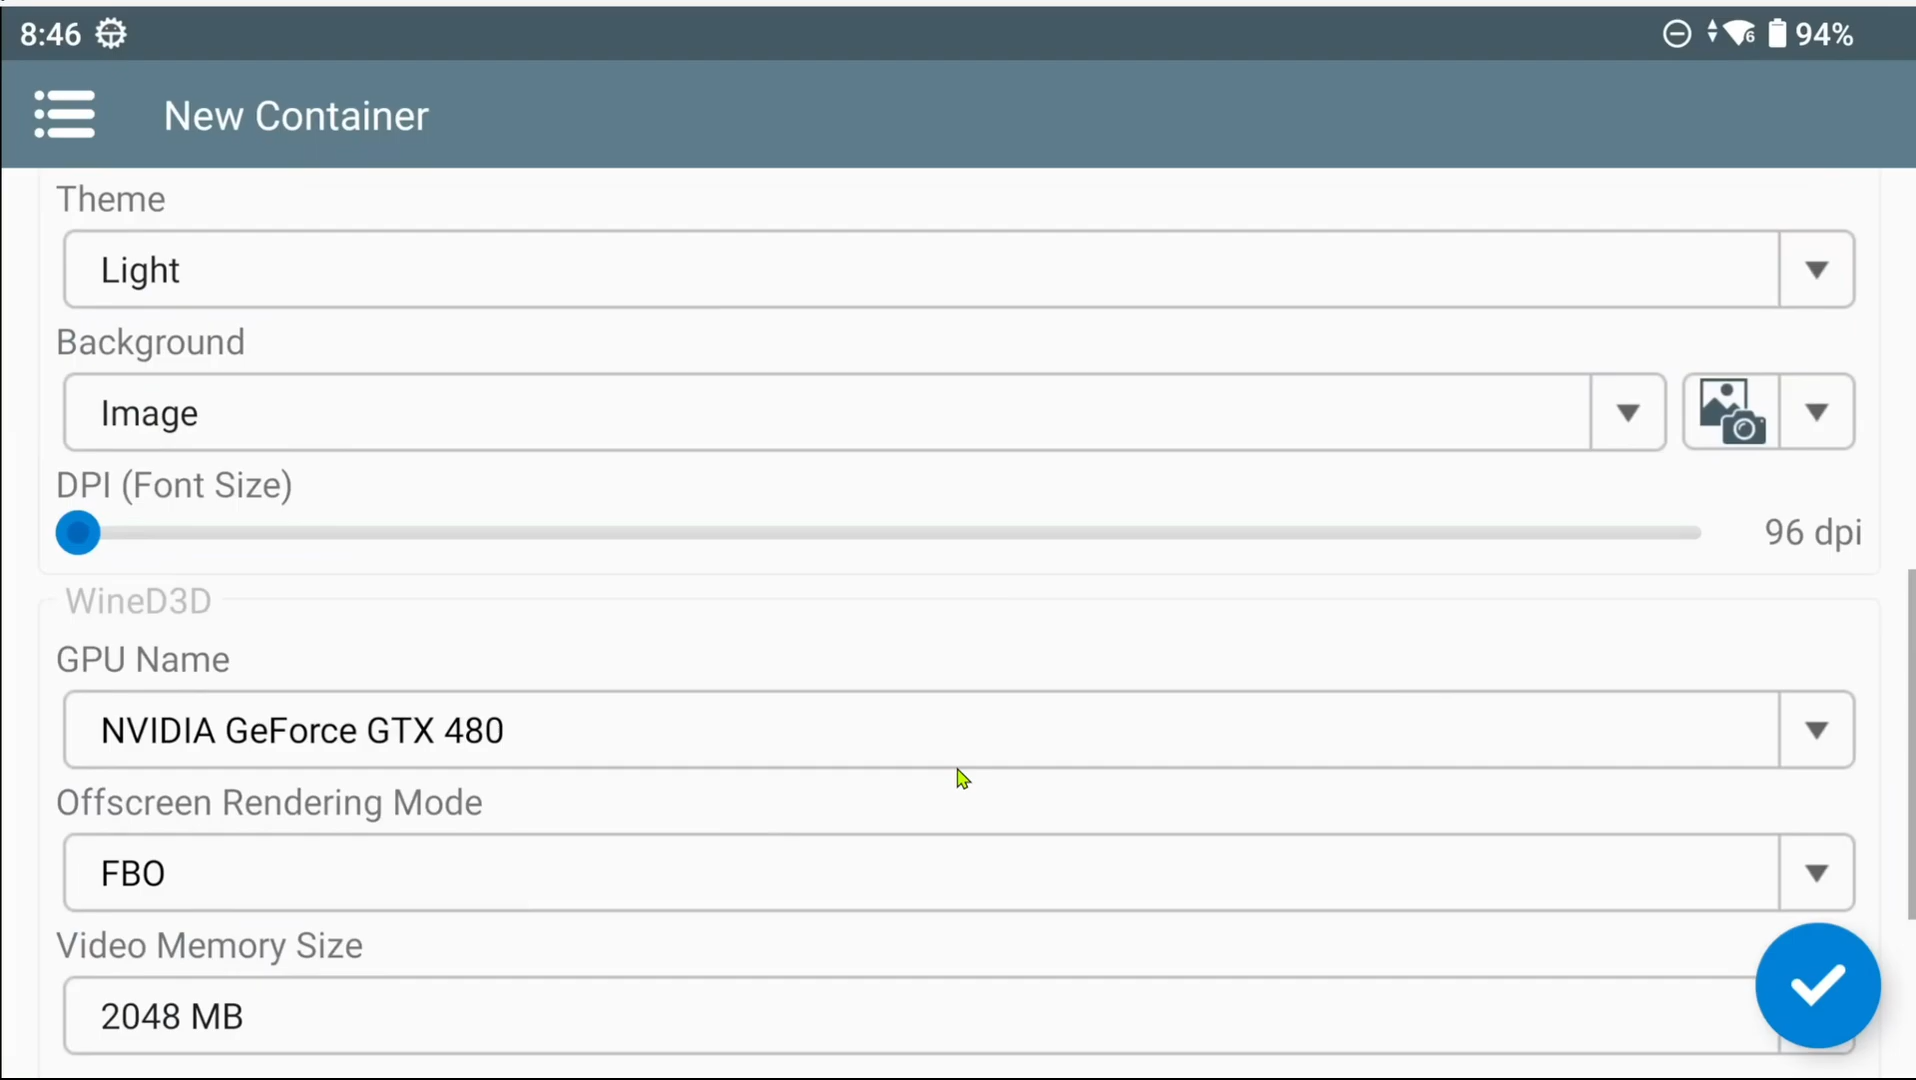 8:46
6 94%
New Container
Theme
Light
Background
Image
DPI (Font Size)
96 dpi
WineD3D
GPU Name
NVIDIA GeForce GTX 480
Offscreen Rendering Mode
FBO
Video Memory Size
2048 MB